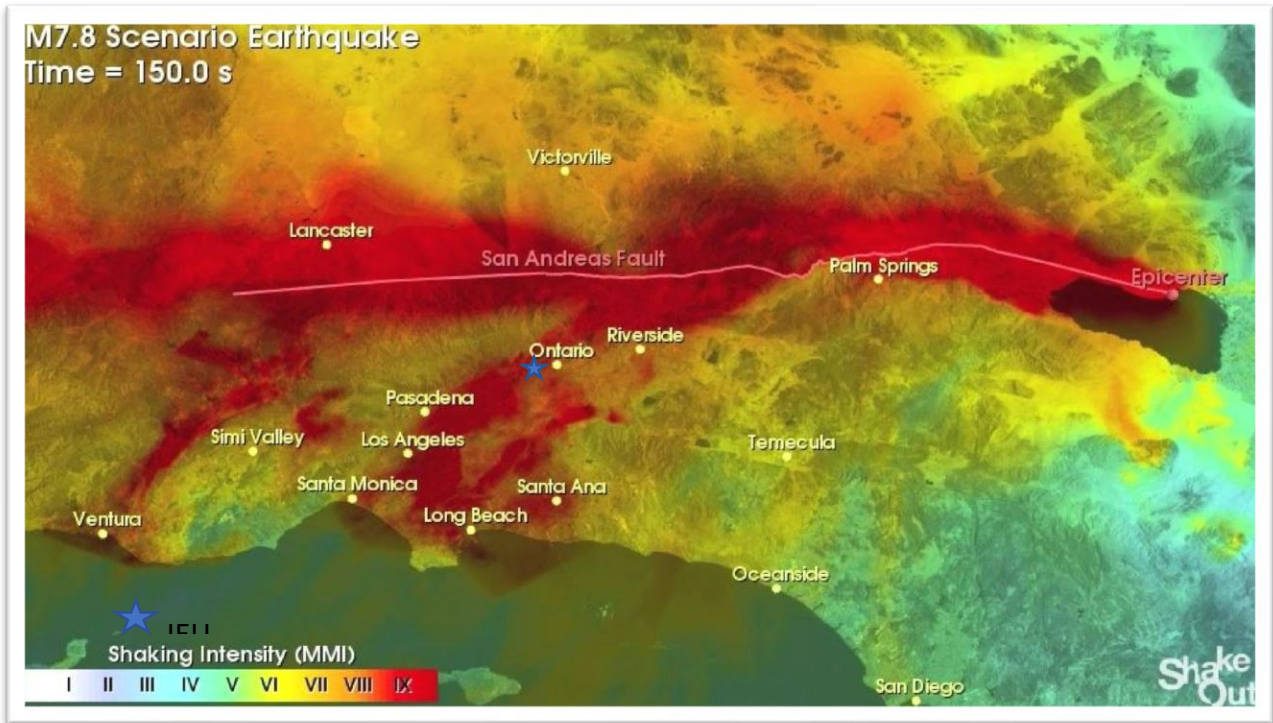 M7.8 Scenario Earthquake
Time = 150.0 s
Victorville
Lancaster
San Andreas Fault
Palm Springs
Epicenter
Riverside
Ontario
Pasadena
Simi Valley
Los Angeles
Temecula
Santa Monica
Santa Ana
Long Beach
Ventura
Oceanside
Shaking Intensity (MMI)
I II III IV V VI VII VIII IX
San Diego
Shake
Out